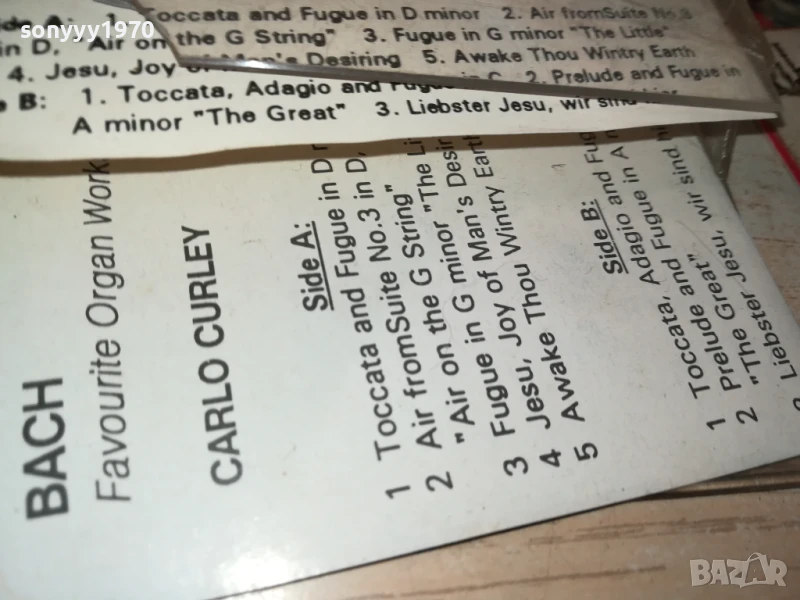 sonyyy1970
de A: Toccata and Fugue in D minor 2. Air fromSuite No.3
in D, "Air on the G String" 3. Fugue in G minor "The Little"
4. Jesu, Joy of Man's Desiring 5. Awake Thou Wintry Earth
B: 1. Toccata, Adagio and in C 2. Prelude and Fugue in
A minor "The Great" 3. Liebster Jesu, wir sind
BACH
Favourite Organ Work
CARLO CURLEY
Side A:
1 Toccata and Fugue in D
2 Air fromSuite No.3 in D,
"Air on the G String"
3 Fugue in G minor "The Li
4 Jesu, Joy of Man's Desir
5 Awake Thou Wintry Earth
Side B:
1 Toccata, Adagio and Fug
2 Prelude and Fugue in A
"The Great"
Liebster Jesu, wir sind
BAZAR